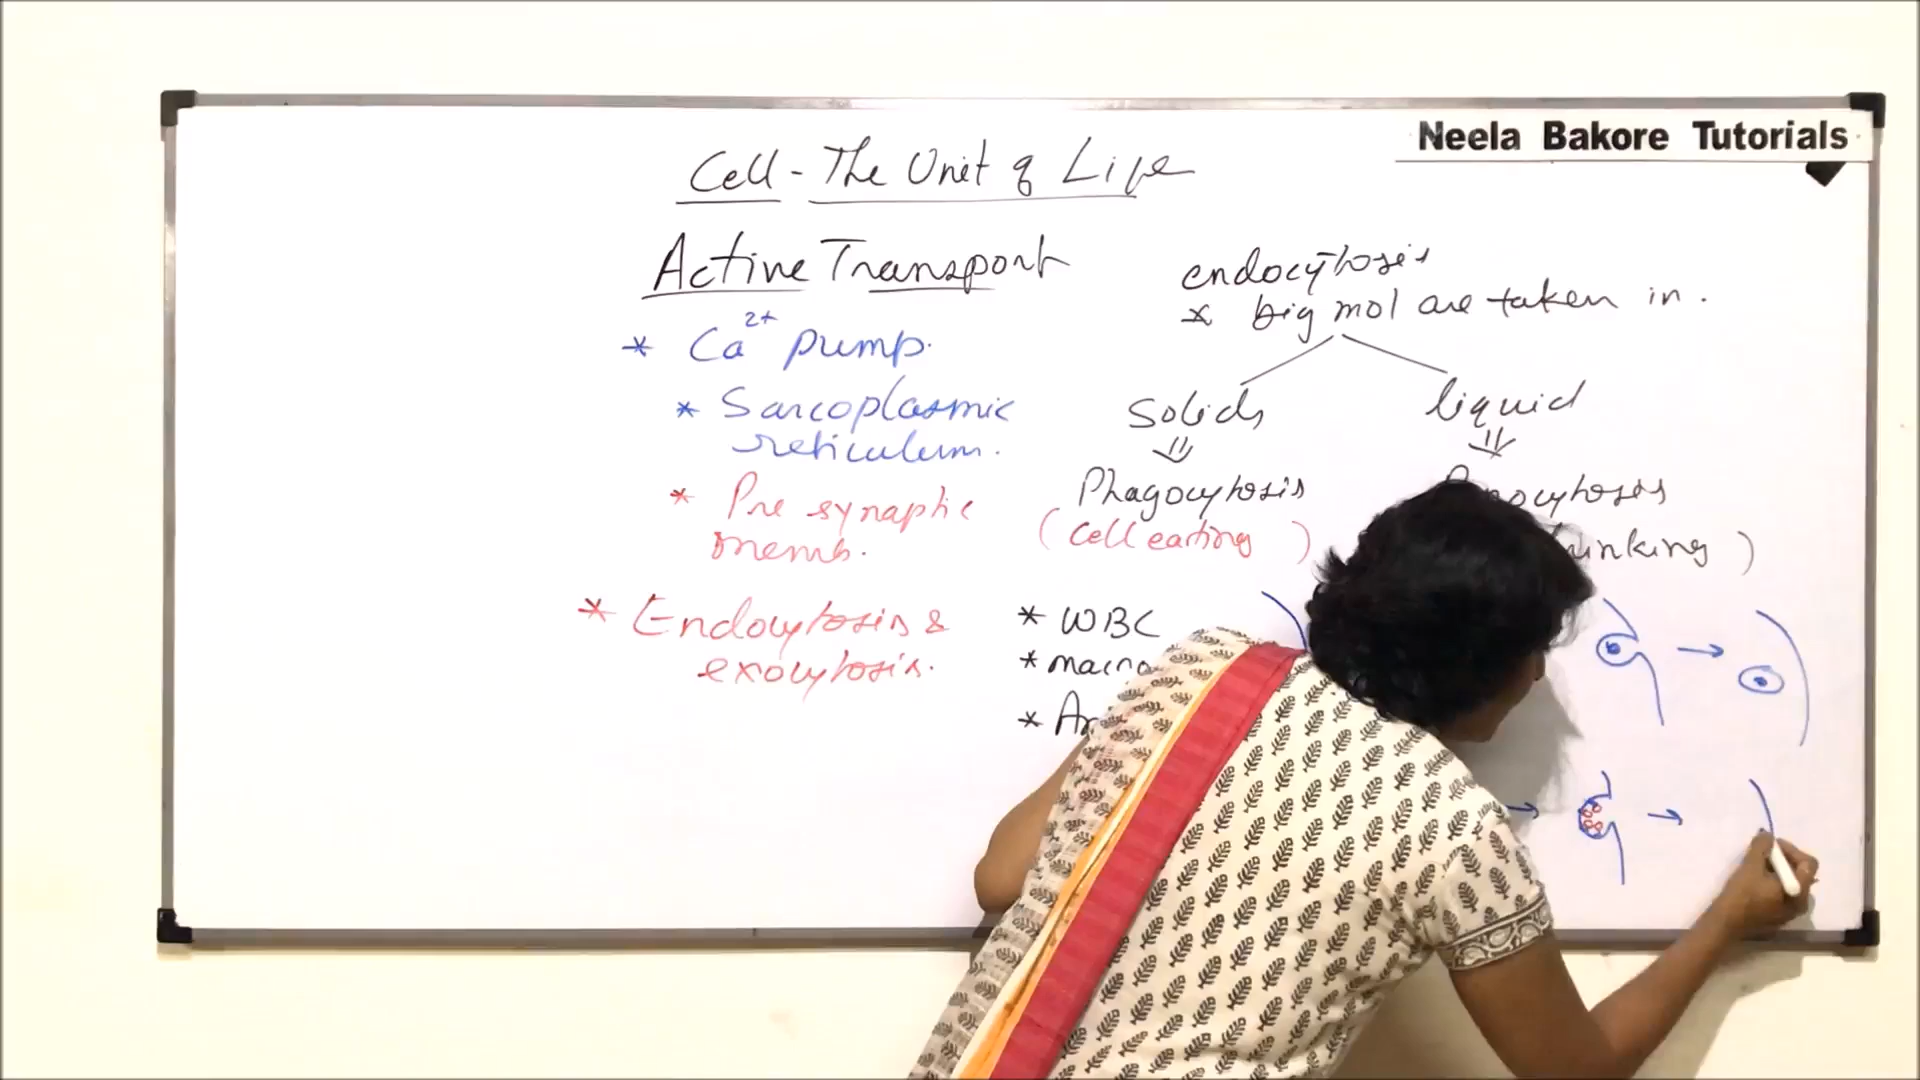 Neela Bakore Tutorials
Cell - The Unit of Life
Active Transport
* Ca2+ pump.
* Sarcoplasmic
reticulum.
* Pre synaptic
memb.
* Endocytosis &
exocytosis.
endocytosis
* big mol are taken in.
Solids
liquid
Phagocytosis
(Cell eating)
* WBC
* macro